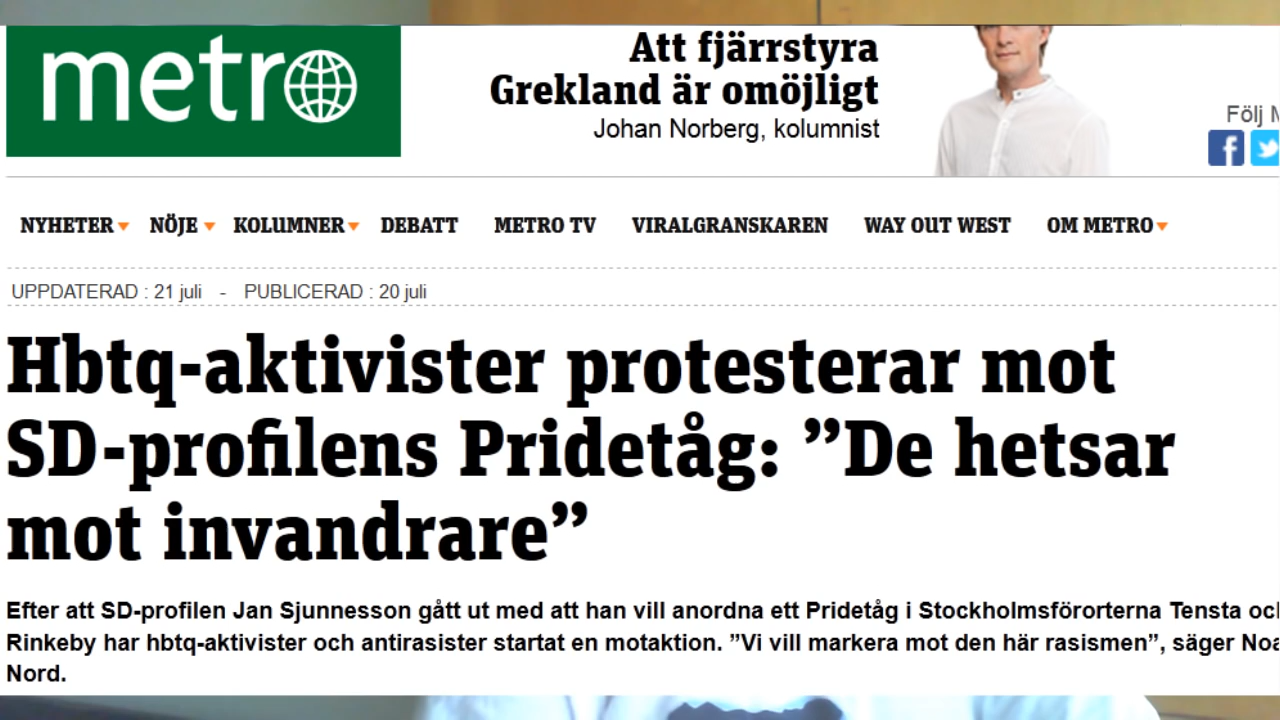 metro
Att fjärrstyra
Grekland är omöjligt
Johan Norberg, kolumnist
Följ
NYHETER NÖJE KOLUMNER DEBATT METRO TV VIRALGRANSKAREN WAY OUT WEST OM METRO
UPPDATERAD : 21 juli - PUBLICERAD : 20 juli
Hbtq-aktivister protesterar mot
SD-profilens Pridetåg: ”De hetsar
mot invandrare”
Efter att SD-profilen Jan Sjunnesson gått ut med att han vill anordna ett Pridetåg i Stockholmsförorterna Tensta
Rinkeby har hbtq-aktivister och antirasister startat en motaktion. ”Vi vill markera mot den här rasismen”, säger
Nord.